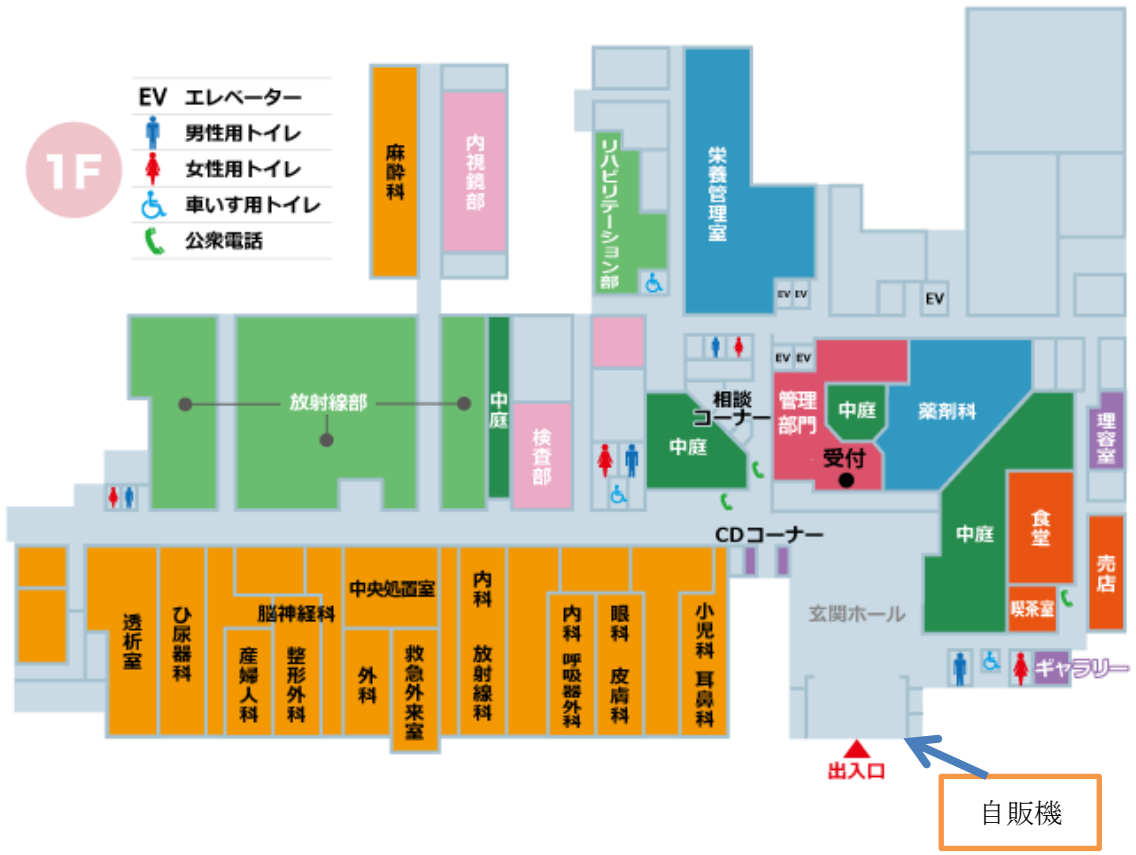 1F
EV エレベーター
男性用トイレ
女性用トイレ
車いす用トイレ
公衆電話
麻酔科
内視鏡部
リハビリテーション部
栄養管理室
EV EV
EV
EV EV
放射線部
中庭
検査部
中庭
相談
コーナー
管理
部門
中庭
受付
薬剤科
理容室
中庭
食堂
売店
喫茶室
CDコーナー
玄関ホール
ギャラリー
透析室
ひ尿器科
脳神経科
産婦人科
整形外科
中央処置室
外科
救急外来室
内科 放射線科
内科 呼吸器外科
眼科 皮膚科
小児科 耳鼻科
出入口
自販機